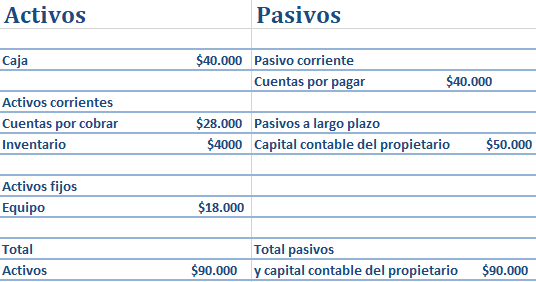 Activos Pasivos
Caja $40.000 Pasivo corriente
Cuentas por pagar $40.000
Activos corrientes
Cuentas por cobrar $28.000 Pasivos a largo plazo
Inventario $4000 Capital contable del propietario $50.000
Activos fijos
Equipo $18.000
Total Total pasivos
Activos $90.000 y capital contable del propietario $90.000